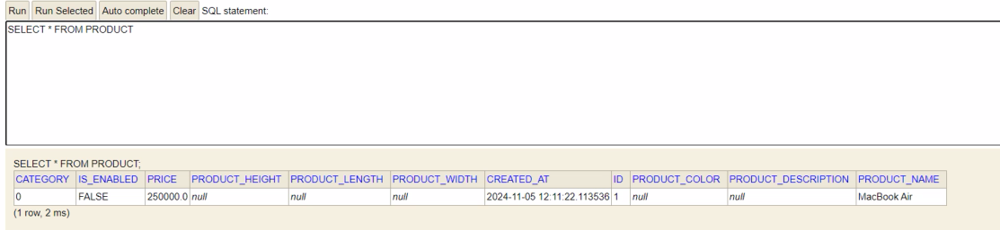 Run Run Selected Auto complete Clear SQL statement:
SELECT * FROM PRODUCT
SELECT * FROM PRODUCT;
CATEGORY IS_ENABLED PRICE PRODUCT_HEIGHT PRODUCT_LENGTH PRODUCT_WIDTH CREATED_AT ID PRODUCT_COLOR PRODUCT_DESCRIPTION PRODUCT_NAME
0 FALSE 250000.0 null null null 2024-11-05 12:11:22.113536 1 null null MacBook Air
(1 row, 2 ms)